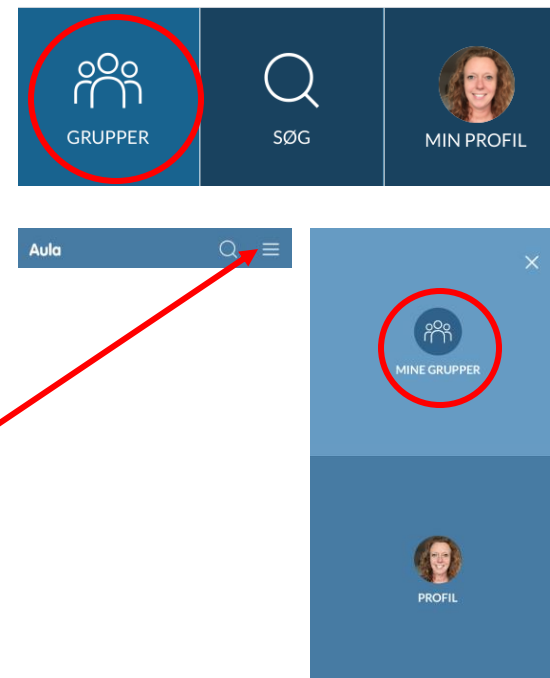 GRUPPER
SØG
MIN PROFIL
Aula
MINE GRUPPER
PROFIL